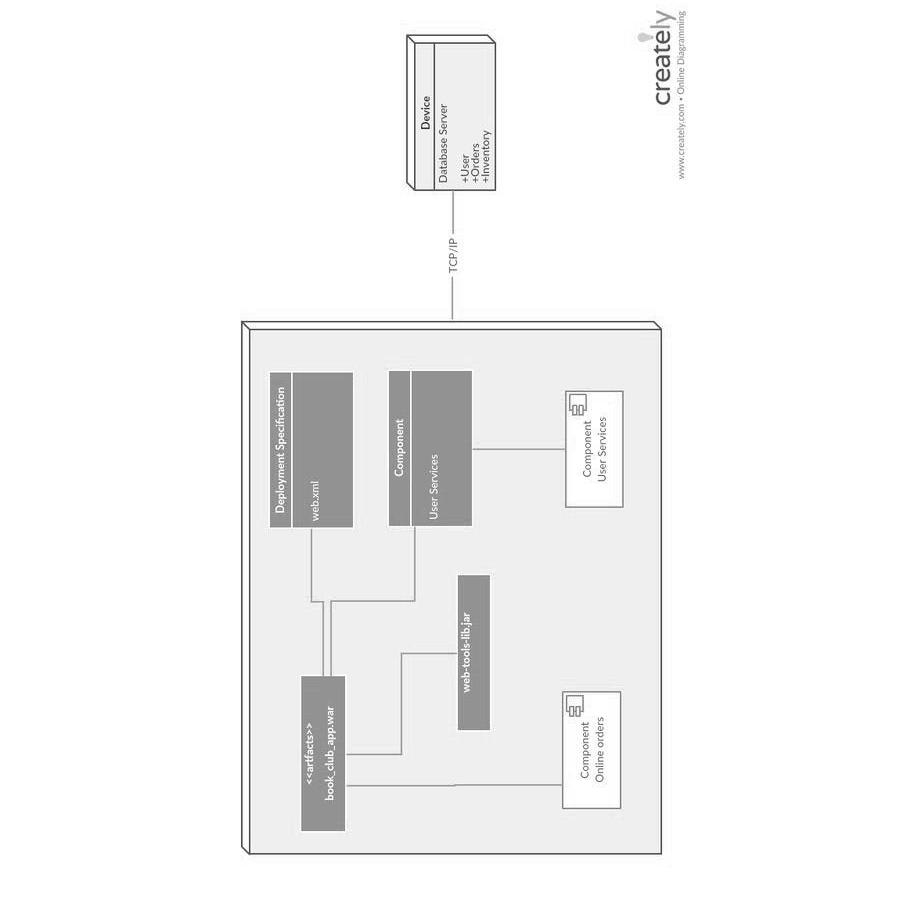 <<artfacts>>
book_club_app.war
Deployment Specification
web.xml
Component
User Services
web-tools-lib.jar
Component
Online orders
Component
User Services
TCP/IP
Device
Database Server
+User
+Orders
+Inventory
creately
www.creately.com • Online Diagramming